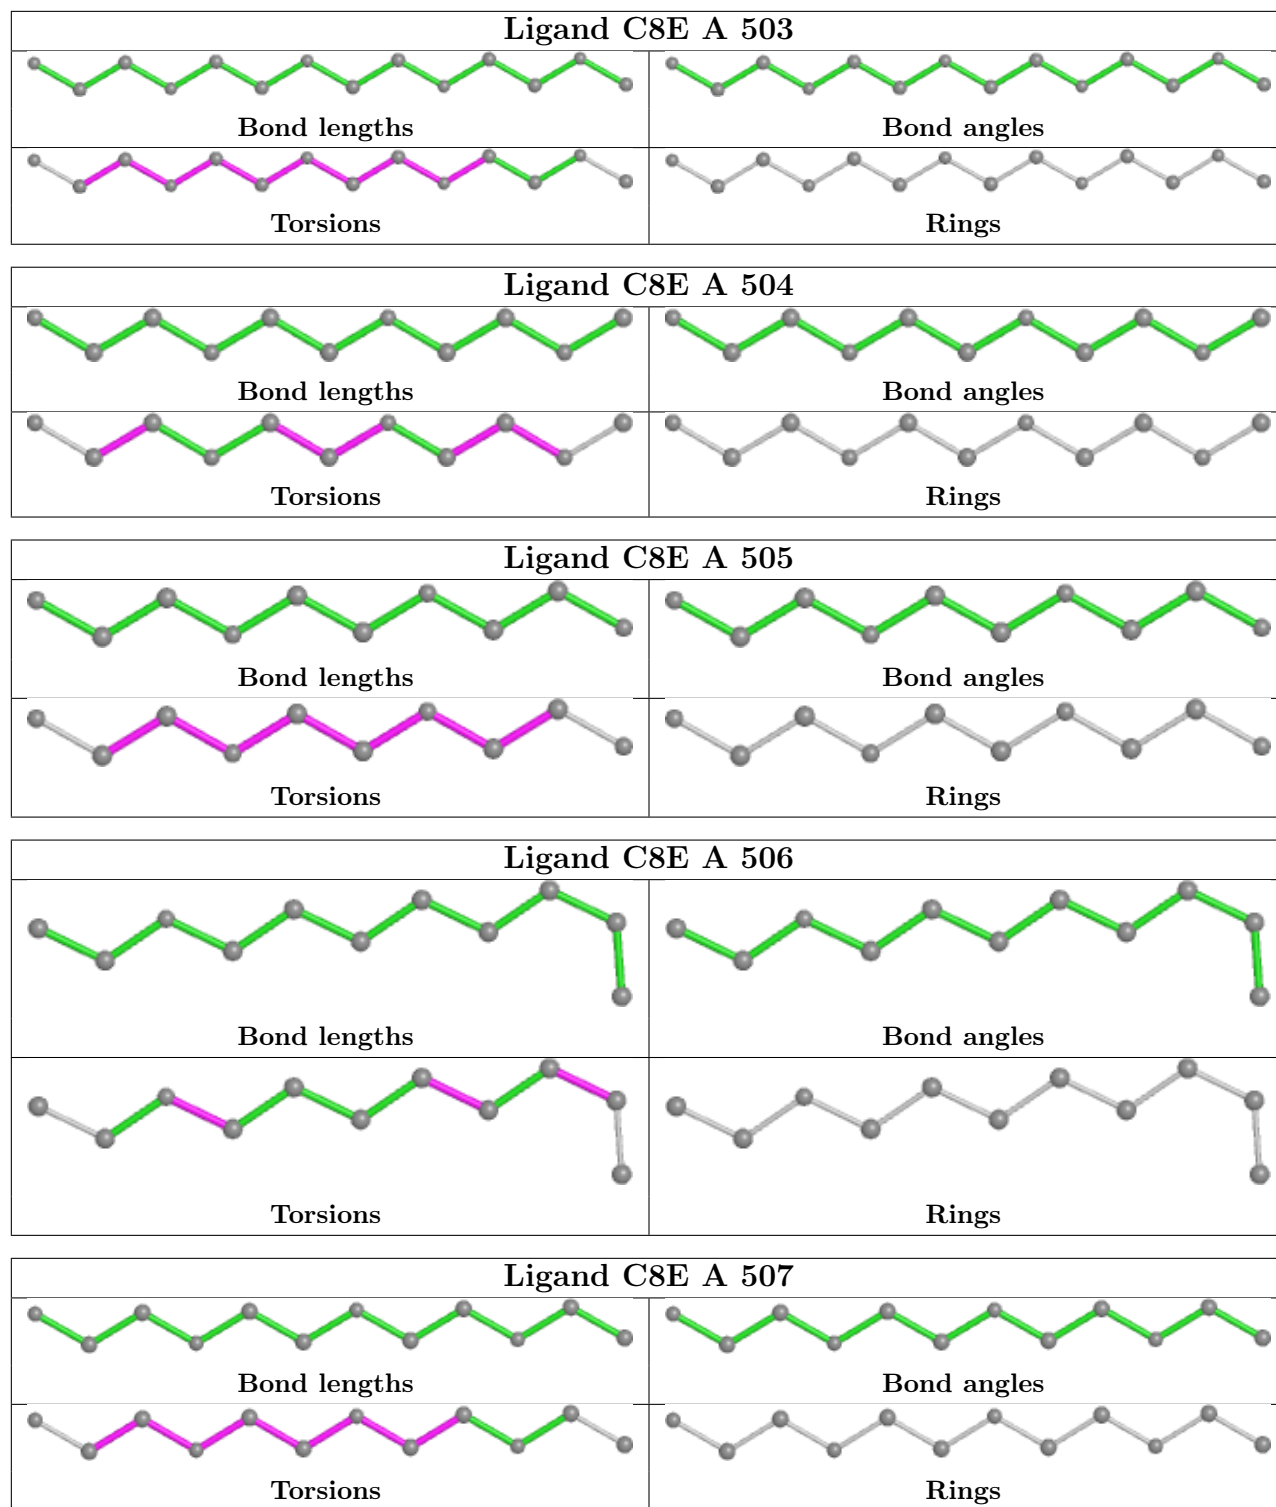 Ligand C8E A 503
Bond lengths
Bond angles
Torsions
Rings
Ligand C8E A 504
Bond lengths
Bond angles
Torsions
Rings
Ligand C8E A 505
Bond lengths
Bond angles
Torsions
Rings
Ligand C8E A 506
Bond lengths
Bond angles
Torsions
Rings
Ligand C8E A 507
Bond lengths
Bond angles
Torsions
Rings